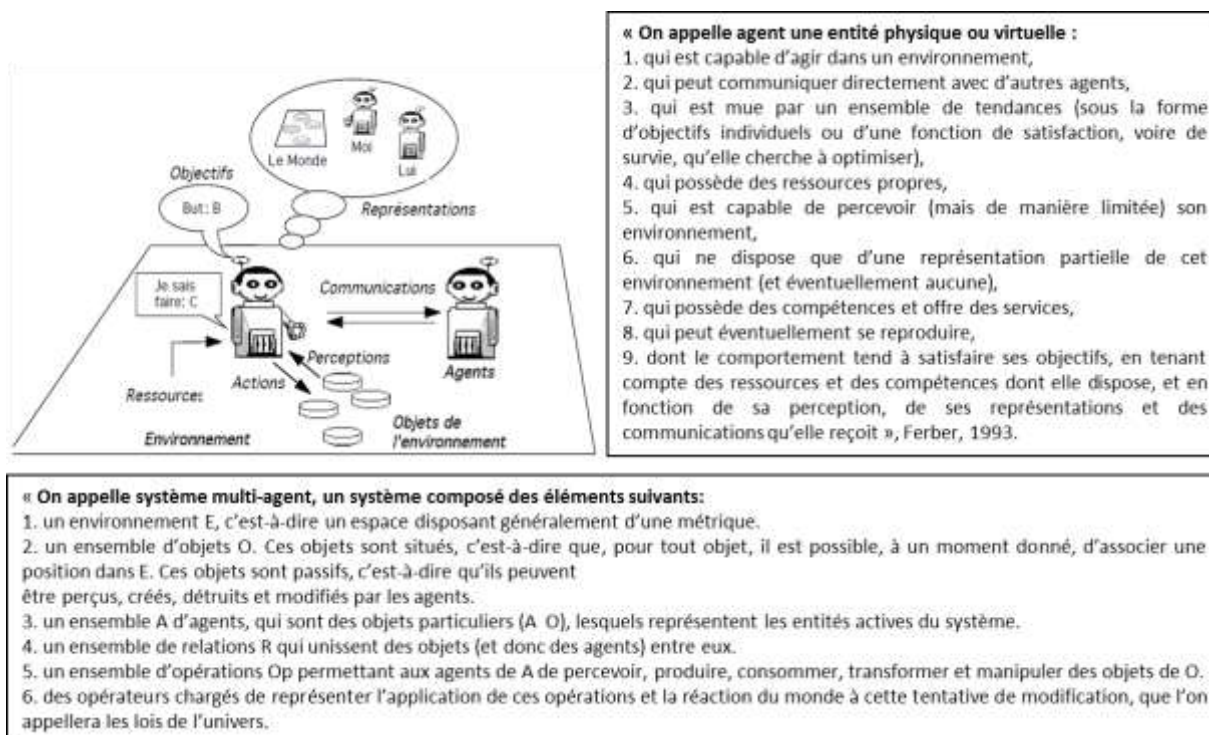 Le Monde
Moi
Lui
Objectifs
But: B
Représentations
Je sais
faire: C
Communications
Perceptions
Agents
Actions
Ressources
Objets de
l'environnement
Environnement
« On appelle agent une entité physique ou virtuelle :
1. qui est capable d'agir dans un environnement,
2. qui peut communiquer directement avec d'autres agents,
3. qui est mue par un ensemble de tendances (sous la forme
d'objectifs individuels ou d'une fonction de satisfaction, voire de
survie, qu'elle cherche à optimiser),
4. qui possède des ressources propres,
5. qui est capable de percevoir (mais de manière limitée) son
environnement,
6. qui ne dispose que d'une représentation partielle de cet
environnement (et éventuellement aucune),
7. qui possède des compétences et offre des services,
8. qui peut éventuellement se reproduire,
9. dont le comportement tend à satisfaire ses objectifs, en tenant
compte des ressources et des compétences dont elle dispose, et en
fonction de sa perception, de ses représentations et des
communications qu'elle reçoit », Ferber, 1993.
« On appelle système multi-agent, un système composé des éléments suivants:
1. un environnement E, c'est-à-dire un espace disposant généralement d'une métrique.
2. un ensemble d'objets O. Ces objets sont situés, c'est-à-dire que, pour tout objet, il est possible, à un moment donné, d'associer une
position dans E. Ces objets sont passifs, c'est-à-dire qu'ils peuvent
être perçus, créés, détruits et modifiés par les agents.
3. un ensemble A d'agents, qui sont des objets particuliers (A O), lesquels représentent les entités actives du système.
4. un ensemble de relations R qui unissent des objets (et donc des agents) entre eux.
5. un ensemble d'opérations Op permettant aux agents de A de percevoir, produire, consommer, transformer et manipuler des objets de O.
6. des opérateurs chargés de représenter l'application de ces opérations et la réaction du monde à cette tentative de modification, que l'on
appellera les lois de l'univers.